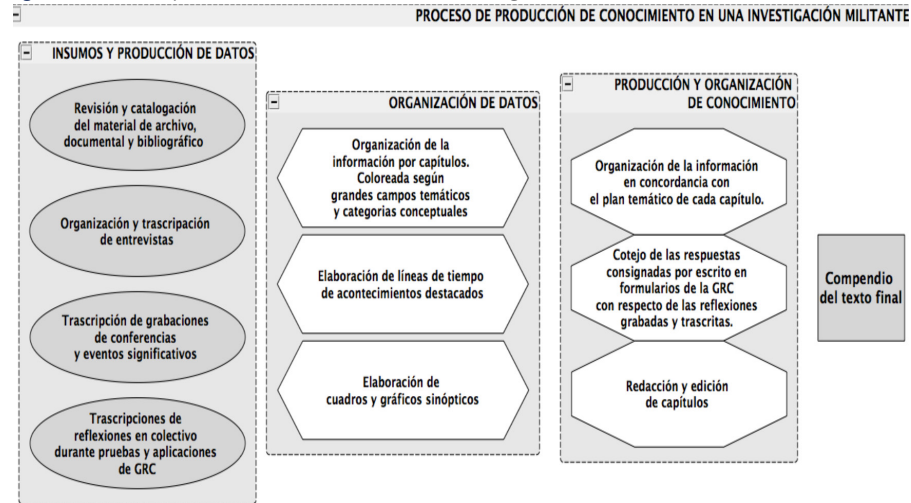 PROCESO DE PRODUCCIÓN DE CONOCIMIENTO EN UNA INVESTIGACIÓN MILITANTE
INSUMOS Y PRODUCCIÓN DE DATOS
Revisión y catalogación
del material de archivo,
documental y bibliográfico
Organización y trascripación
de entrevistas
Trascripción de grabaciones
de conferencias
y eventos significativos
Trascripciones de
reflexiones en colectivo
durante pruebas y aplicaciones
de GRC
ORGANIZACIÓN DE DATOS
Organización de la
información por capítulos.
Coloreada según
grandes campos temáticos
y categorias conceptuales
Elaboración de líneas de tiempo
de acontecimientos destacados
Elaboración de
cuadros y gráficos sinópticos
PRODUCCIÓN Y ORGANIZACIÓN
DE CONOCIMIENTO
Organización de la información
en concordancia con
el plan temático de cada capítulo.
Cotejo de las respuestas
consignadas por escrito en
formularios de la GRC
con respecto de las reflexiones
grabadas y trascritas.
Redacción y edición
de capítulos
Compendio
del texto final